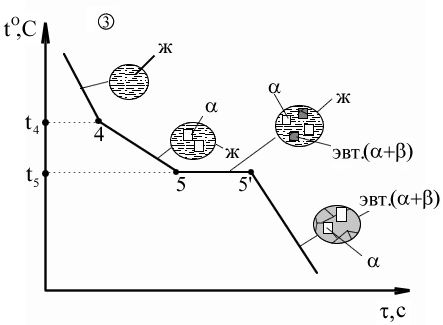 t°,C
③
ж
α
ж
α
ж
эвт.(α+β)
t₄
4
t₅
5
5'
эвт.(α+β)
α
τ, c